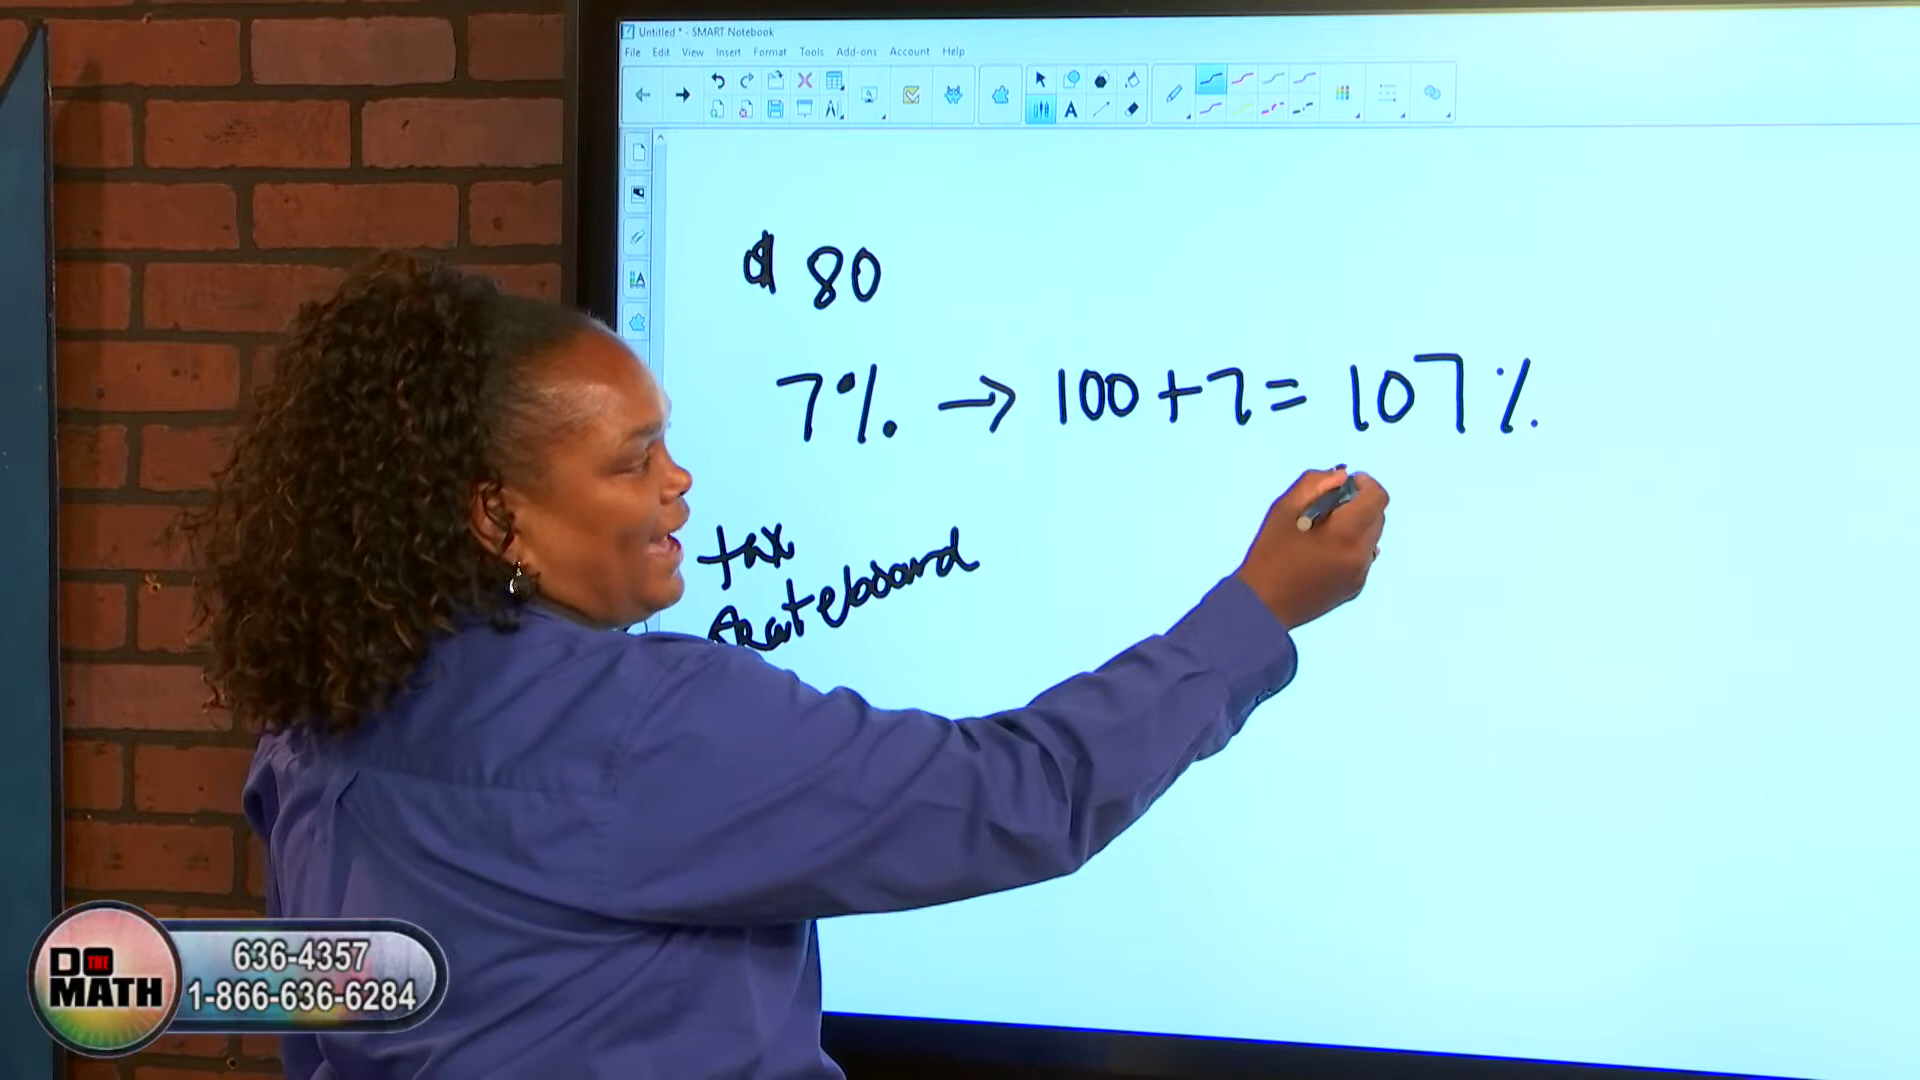 Untitled * - SMART Notebook
File Edit View Insert Format Tools Add-ons Account Help
$ 80
7% → 100 + 7 = 107 %
tax
skateboard
DO THE MATH
636-4357
1-866-636-6284